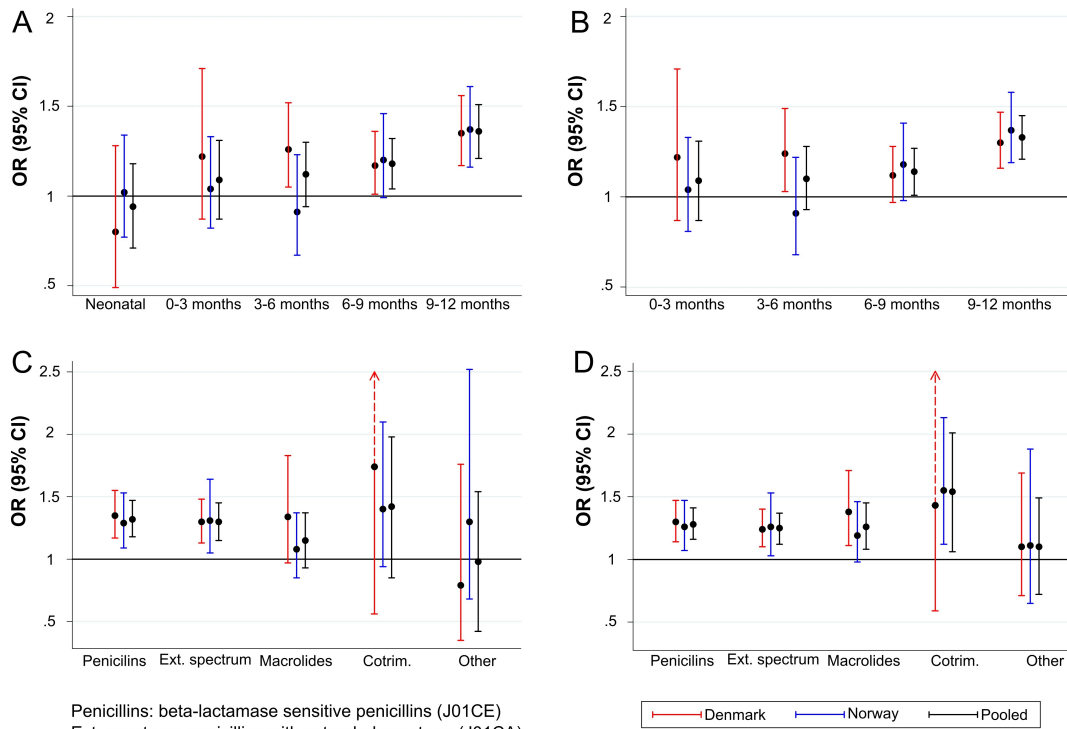 A
B
OR (95% CI)
2
1.5
1
.5
Neonatal 0-3 months 3-6 months 6-9 months 9-12 months
OR (95% CI)
2
1.5
1
.5
0-3 months 3-6 months 6-9 months 9-12 months
C
D
OR (95% CI)
2.5
2
1.5
1
.5
Penicilins Ext. spectrum Macrolides Cotrim. Other
OR (95% CI)
2.5
2
1.5
1
.5
Penicilins Ext. spectrum Macrolides Cotrim. Other
Penicillins: beta-lactamase sensitive penicillins (J01CE)
Denmark Norway Pooled